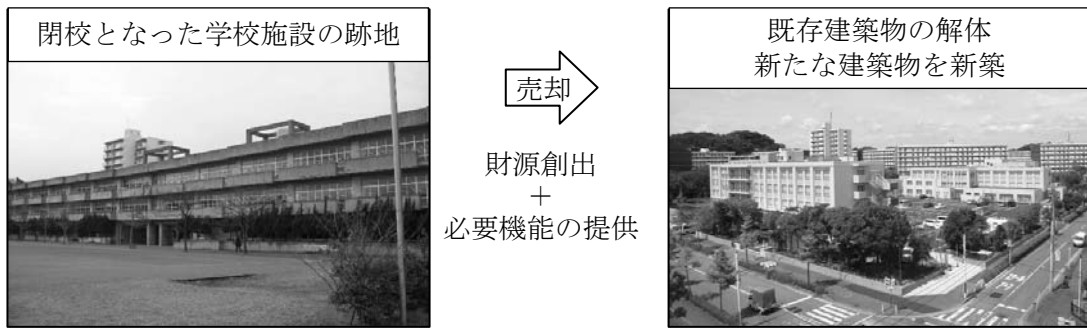 閉校となった学校施設の跡地
売却
財源創出
＋
必要機能の提供
既存建築物の解体
新たな建築物を新築